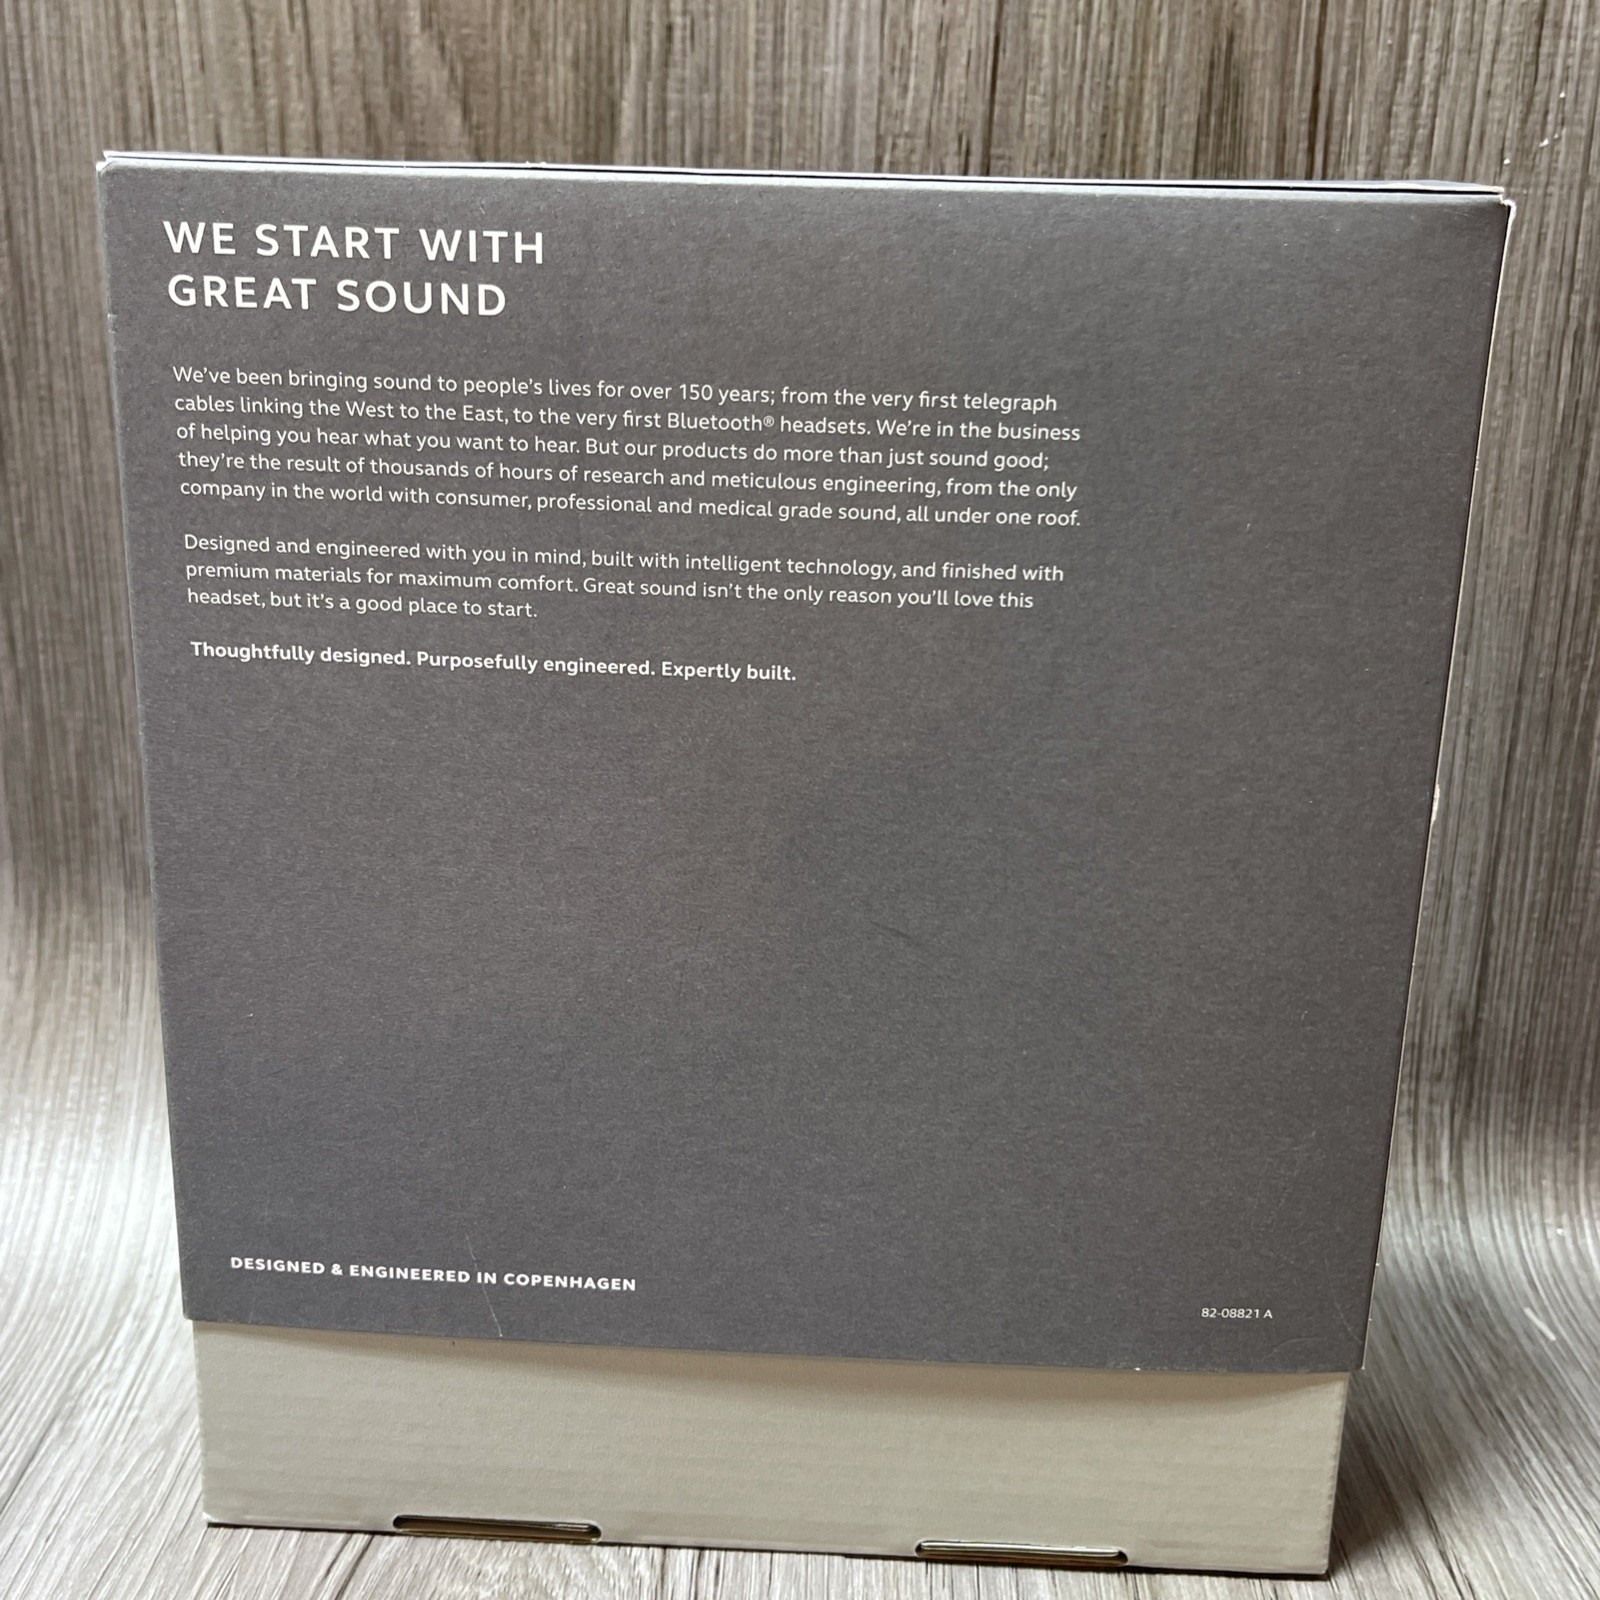 WE START WITH
GREAT SOUND
We've been bringing sound to people's lives for over 150 years; from the very first telegraph
cables linking the West to the East, to the very first Bluetooth® headsets. We're in the business
of helping you hear what you want to hear. But our products do more than just sound good;
they're the result of thousands of hours of research and meticulous engineering, from the only
company in the world with consumer, professional and medical grade sound, all under one roof.
Designed and engineered with you in mind, built with intelligent technology, and finished with
premium materials for maximum comfort. Great sound isn't the only reason you'll love this
headset, but it's a good place to start.
Thoughtfully designed. Purposefully engineered. Expertly built.
DESIGNED & ENGINEERED IN COPENHAGEN
82-08821 A